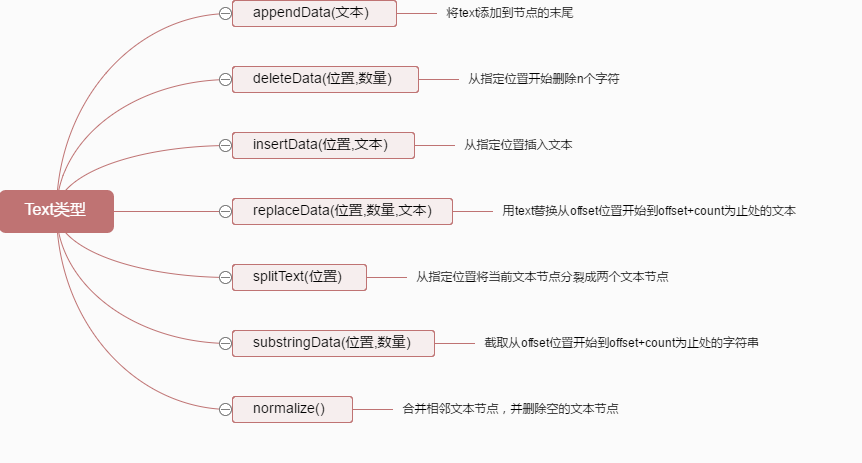 appendData(文本)
将text添加到节点的末尾
deleteData(位置,数量)
从指定位置开始删除n个字符
insertData(位置,文本)
从指定位置插入文本
Text类型
replaceData(位置,数量,文本)
用text替换从offset位置开始到offset+count为止处的文本
splitText(位置)
从指定位置将当前文本节点分裂成两个文本节点
substringData(位置,数量)
截取从offset位置开始到offset+count为止处的字符串
normalize()
合并相邻文本节点，并删除空的文本节点